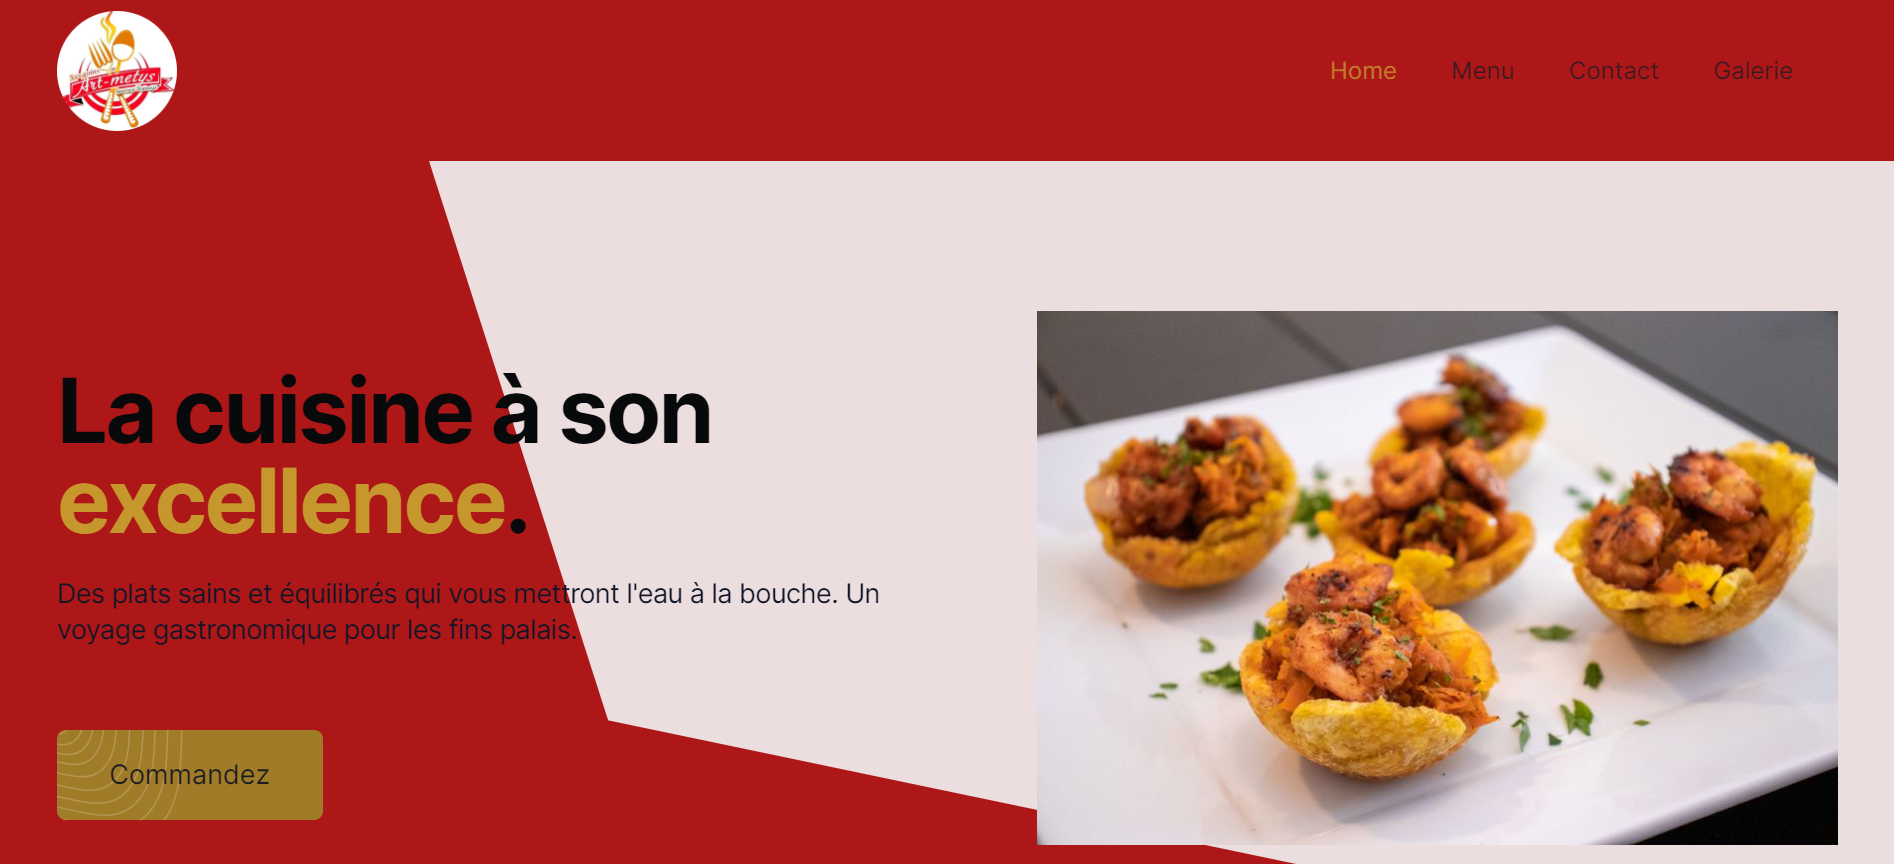 Art-metys
Home
Menu
Contact
Galerie
La cuisine à son
excellence.
Des plats sains et équilibrés qui vous mettront l'eau à la bouche. Un
voyage gastronomique pour les fins palais.
Commandez